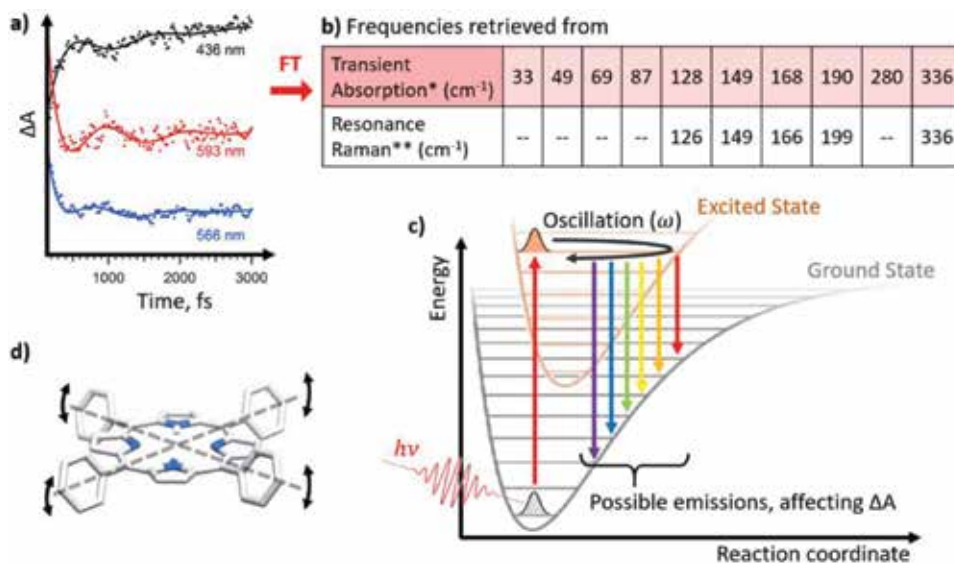 a)
436 nm
593 nm
566 nm
ΔA
1000 2000 3000
Time, fs
FT
b) Frequencies retrieved from
Transient Absorption* (cm⁻¹) 33 49 69 87 128 149 168 190 280 336
Resonance Raman** (cm⁻¹) -- -- -- -- 126 149 166 199 -- 336
c)
Oscillation (ω)
Excited State
Ground State
Energy
hν
Possible emissions, affecting ΔA
Reaction coordinate
d)